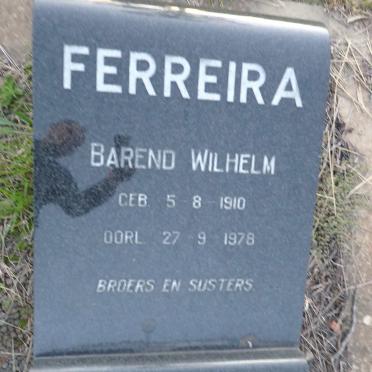 FERREIRA
BAREND WILHELM
GEB. 5 - 8 - 1910
OORL. 27 - 9 - 1978
BROERS EN SUSTERS.